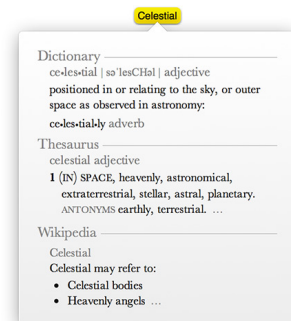 Celestial
Dictionary
ce•les•tial | səˈlesCHəl | adjective
positioned in or relating to the sky, or outer
space as observed in astronomy:
ce•les•tial•ly adverb
Thesaurus
celestial adjective
1 (IN) SPACE, heavenly, astronomical,
extraterrestrial, stellar, astral, planetary.
ANTONYMS earthly, terrestrial. …
Wikipedia
Celestial
Celestial may refer to:
• Celestial bodies
• Heavenly angels …